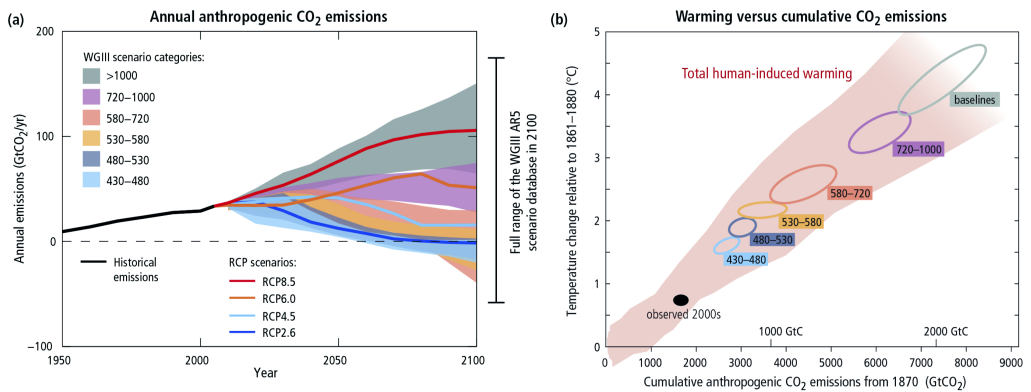 (a)
Annual anthropogenic CO2 emissions
200
100
0
−100
Annual emissions (GtCO2/yr)
WGIII scenario categories:
>1000
720–1000
580–720
530–580
480–530
430–480
Historical
emissions
RCP scenarios:
RCP8.5
RCP6.0
RCP4.5
RCP2.6
1950
2000
2050
2100
Year
Full range of the WGIII AR5
scenario database in 2100
(b)
Warming versus cumulative CO2 emissions
5
4
3
2
1
0
Temperature change relative to 1861–1880 (°C)
Total human-induced warming
baselines
720–1000
580–720
530–580
480–530
430–480
observed 2000s
1000 GtC
2000 GtC
0
1000
2000
3000
4000
5000
6000
7000
8000
9000
Cumulative anthropogenic CO2 emissions from 1870 (GtCO2)